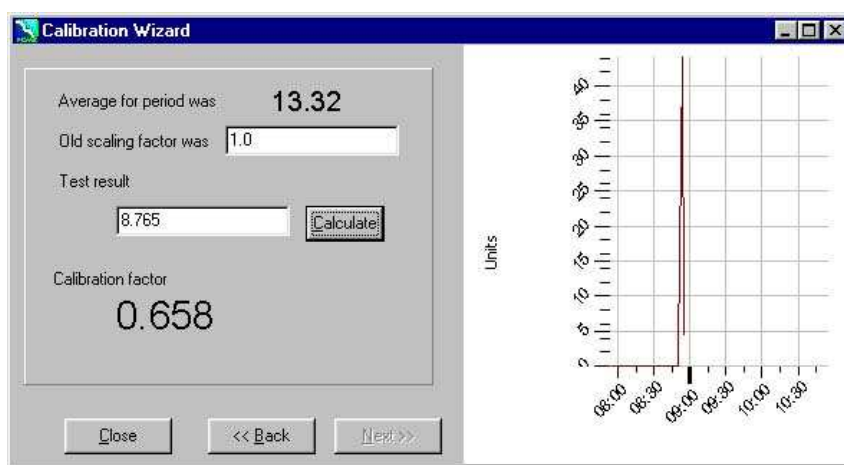 Calibration Wizard
Average for period was 13.32
Old scaling factor was 1.0
Test result
8.765 Calculate
Calibration factor
0.658
Close << Back Next >>
Units
40
35
30
25
20
15
10
5
0
08:00 08:30 09:00 09:30 10:00 10:30